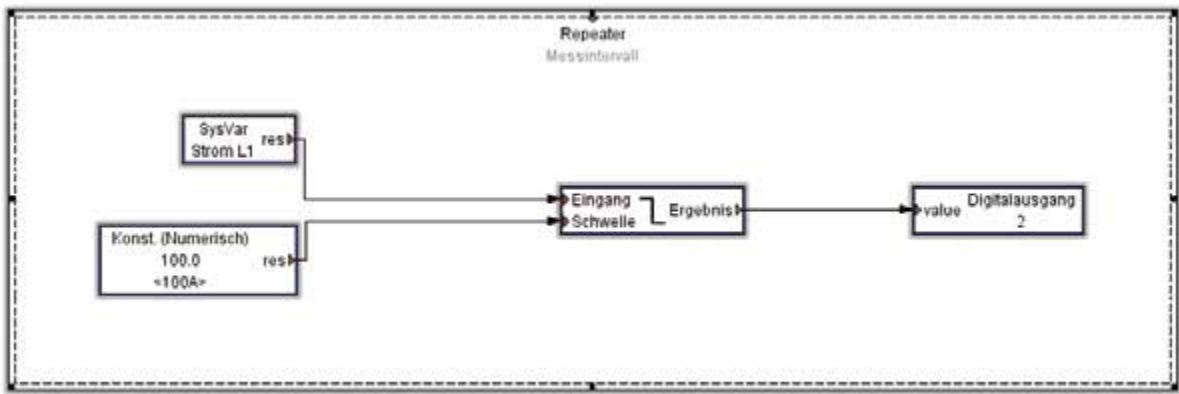 Repeater
Messintervall
SysVar
Strom L1
res
Konst. (Numerisch)
100.0
<100A>
res
Eingang
Schwelle
Ergebnis
value
Digitalausgang
2